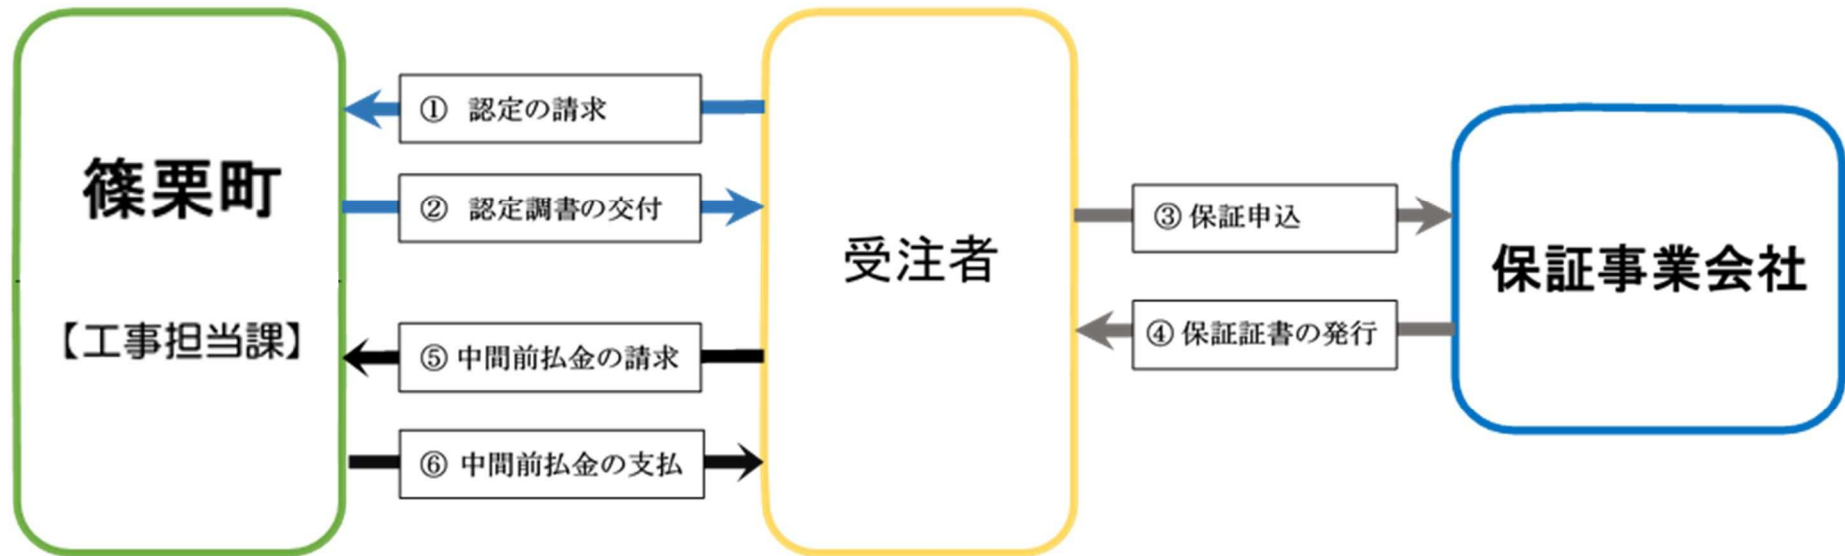 篠栗町
【工事担当課】
① 認定の請求
② 認定調書の交付
⑤ 中間前払金の請求
⑥ 中間前払金の支払
受注者
③ 保証申込
④ 保証証書の発行
保証事業会社